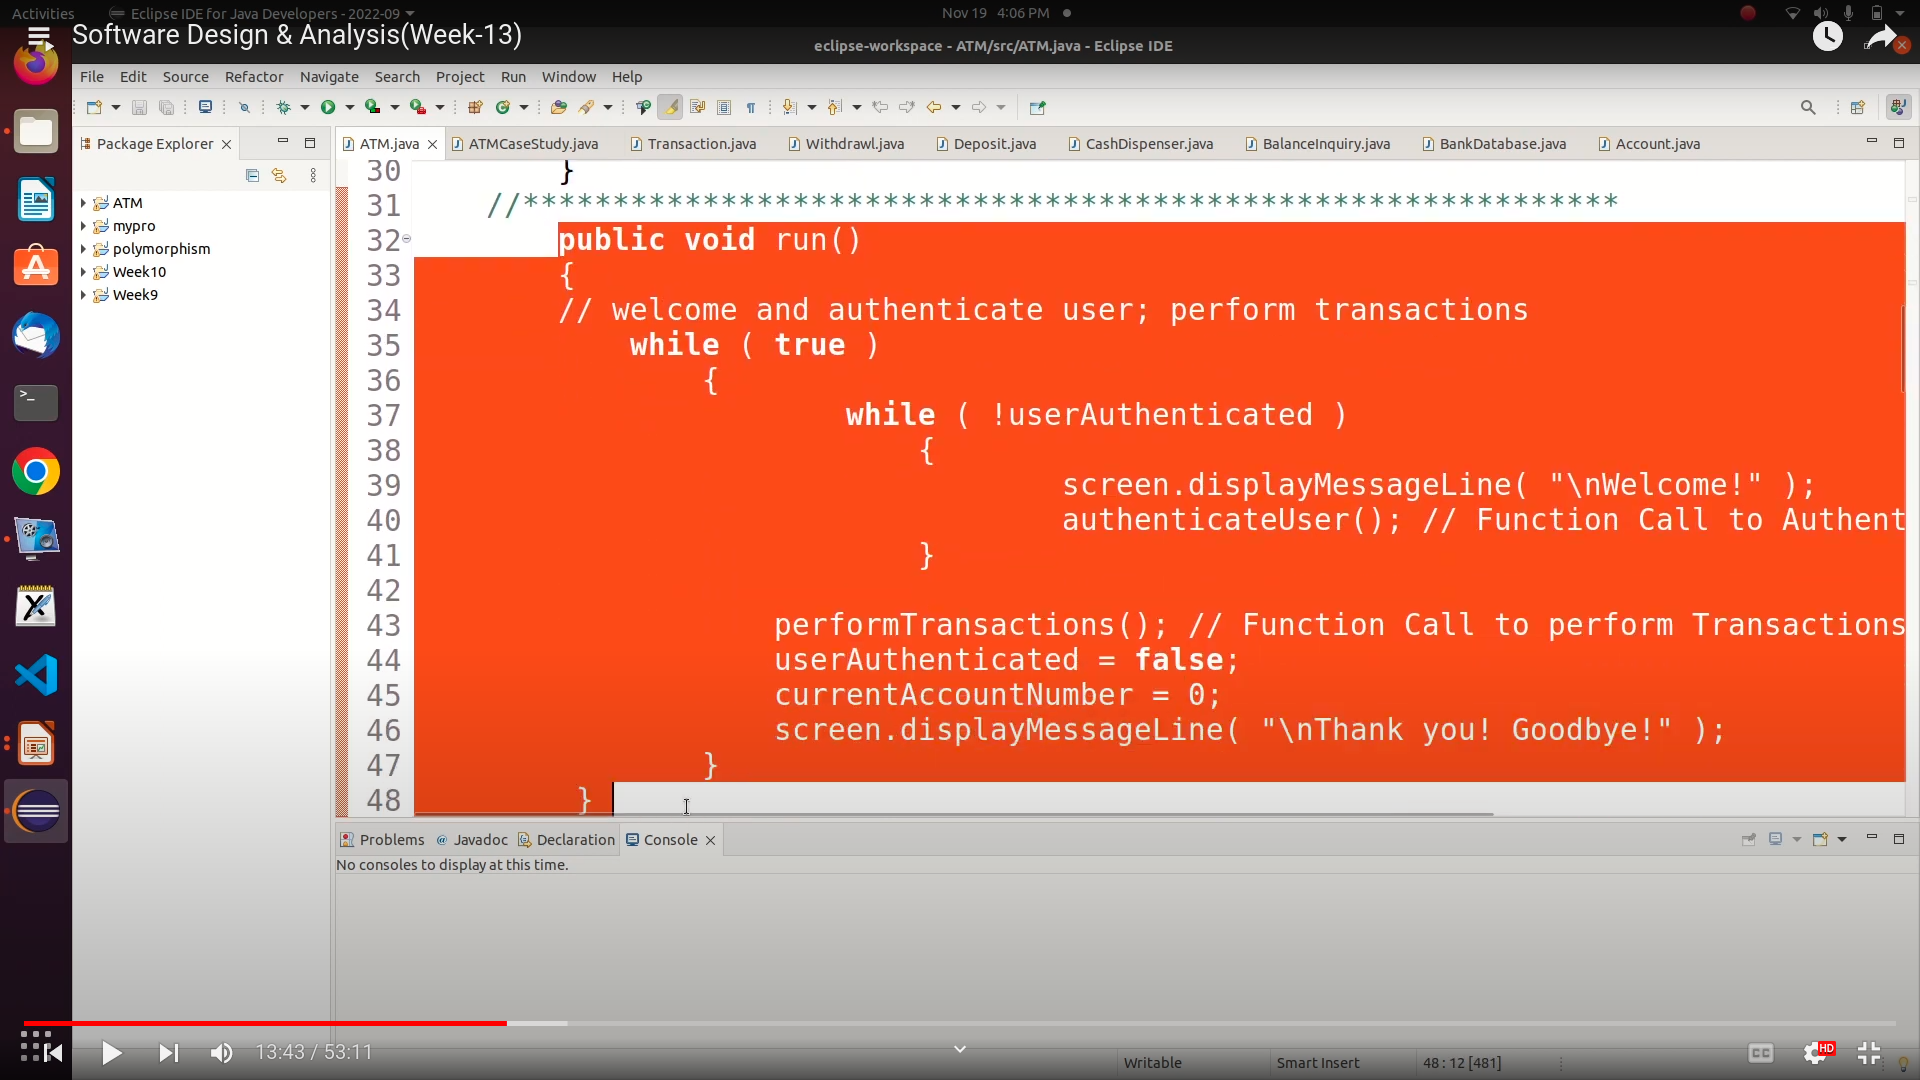 Activities Eclipse IDE for Java Developers - 2022-09 Nov 19 4:06 PM
Software Design & Analysis(Week-13)
eclipse-workspace - ATM/src/ATM.java - Eclipse IDE
File Edit Source Refactor Navigate Search Project Run Window Help
Package Explorer ATM.java ATMCaseStudy.java Transaction.java Withdrawl.java Deposit.java CashDispenser.java BalanceInquiry.java BankDatabase.java Account.java
ATM
mypro
polymorphism
Week10
Week9
30 }
31 //*************************************************************
32 public void run()
33 {
34 // welcome and authenticate user; perform transactions
35 while ( true )
36 {
37 while ( !userAuthenticated )
38 {
39 screen.displayMessageLine( "\nWelcome!" );
40 authenticateUser(); // Function Call to Authent
41 }
42
43 performTransactions(); // Function Call to perform Transactions
44 userAuthenticated = false;
45 currentAccountNumber = 0;
46 screen.displayMessageLine( "\nThank you! Goodbye!" );
47 }
48 }
Problems Javadoc Declaration Console
No consoles to display at this time.
13:43 / 53:11 CC HD
Writable Smart Insert 48 : 12 [481]